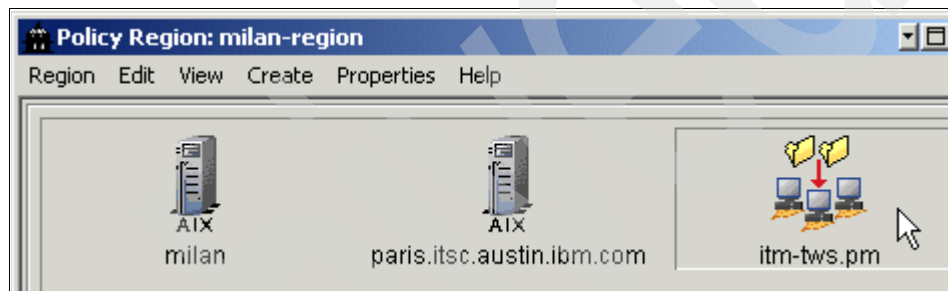 Policy Region: milan-region
Region Edit View Create Properties Help
AIX AIX
milan paris.itsc.austin.ibm.com itm-tws.pm